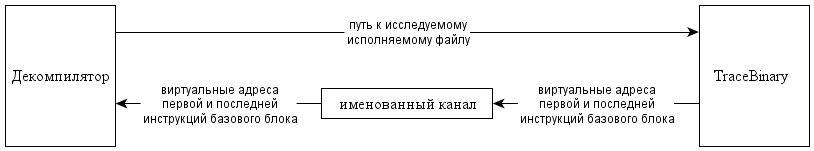 путь к исследуемому
исполняемому файлу
Декомпилятор
TraceBinary
виртуальные адреса
первой и последней
инструкций базового блока
именованный канал
виртуальные адреса
первой и последней
инструкций базового блока